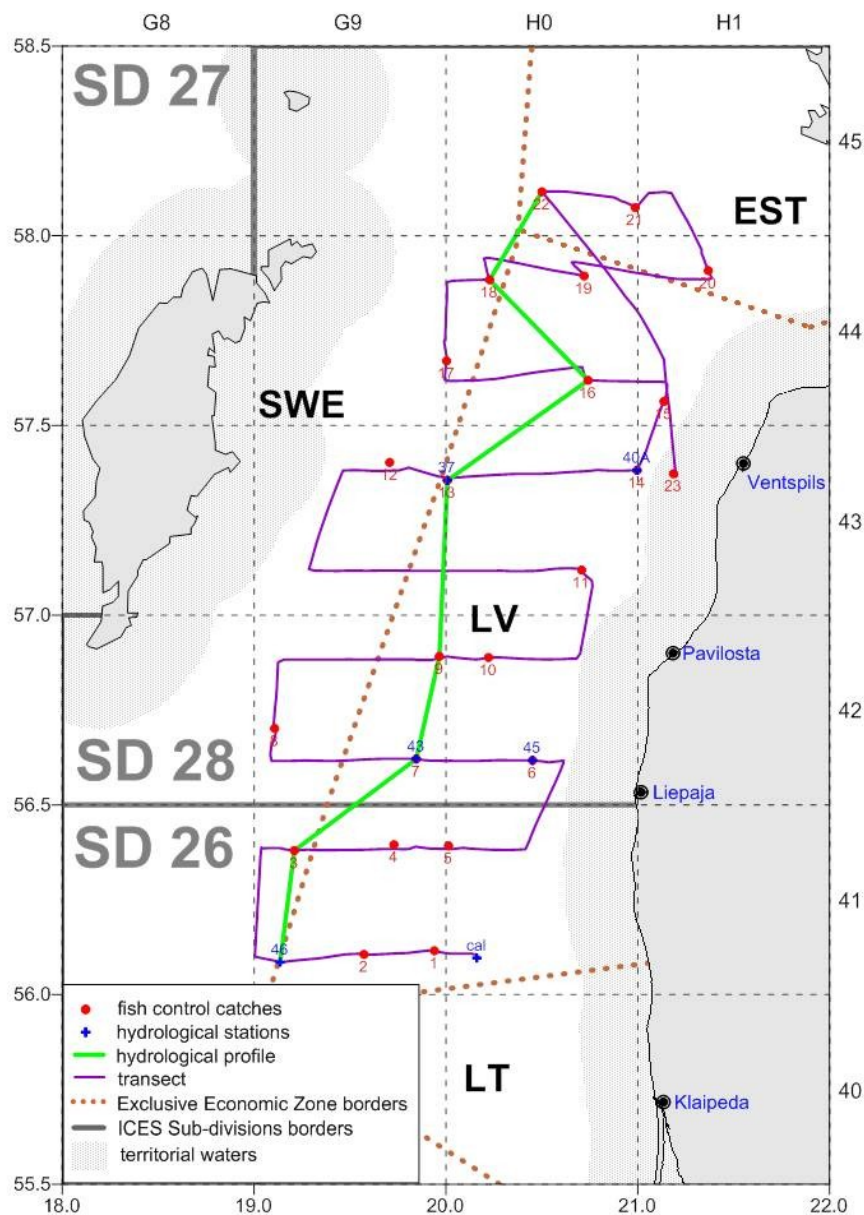 G8 G9 H0 H1
58.5
SD 27
45
22
21
EST
58.0
20
19
18
44
17
16
SWE
15
57.5
12
37
40A
13
14
23
Ventspils
43
11
57.0
LV
9
10
Pavilosta
42
8
43
45
SD 28
7
6
Liepaja
56.5
SD 26
3
4
5
41
46
cal
2
1
56.0
fish control catches
hydrological stations
hydrological profile
transect
Exclusive Economic Zone borders
ICES Sub-divisions borders
territorial waters
LT
40
Klaipeda
55.5
18.0 19.0 20.0 21.0 22.0